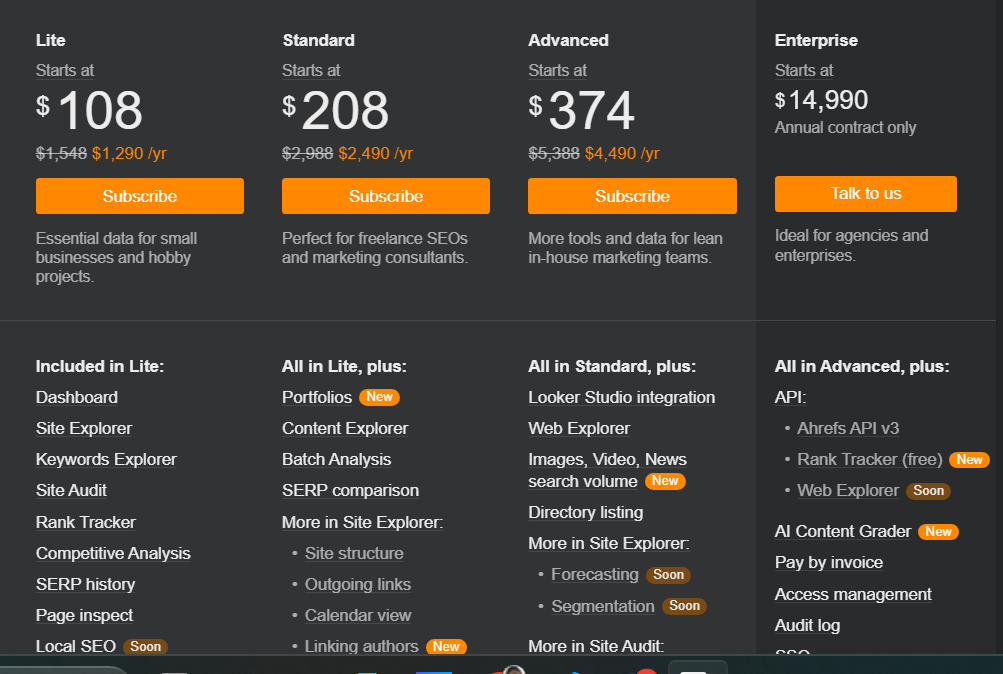 Lite
Starts at
$108
$1,548 $1,290 /yr
Subscribe
Essential data for small
businesses and hobby
projects.
Standard
Starts at
$208
$2,988 $2,490 /yr
Subscribe
Perfect for freelance SEOs
and marketing consultants.
Advanced
Starts at
$374
$5,388 $4,490 /yr
Subscribe
More tools and data for lean
in-house marketing teams.
Enterprise
Starts at
$14,990
Annual contract only
Talk to us
Ideal for agencies and
enterprises.
Included in Lite:
Dashboard
Site Explorer
Keywords Explorer
Site Audit
Rank Tracker
Competitive Analysis
SERP history
Page inspect
Local SEO Soon
All in Lite, plus:
Portfolios New
Content Explorer
Batch Analysis
SERP comparison
More in Site Explorer:
• Site structure
• Outgoing links
• Calendar view
• Linking authors New
All in Standard, plus:
Looker Studio integration
Web Explorer
Images, Video, News
search volume New
Directory listing
More in Site Explorer:
• Forecasting Soon
• Segmentation Soon
More in Site Audit:
All in Advanced, plus:
API:
• Ahrefs API v3
• Rank Tracker (free) New
• Web Explorer Soon
AI Content Grader New
Pay by invoice
Access management
Audit log